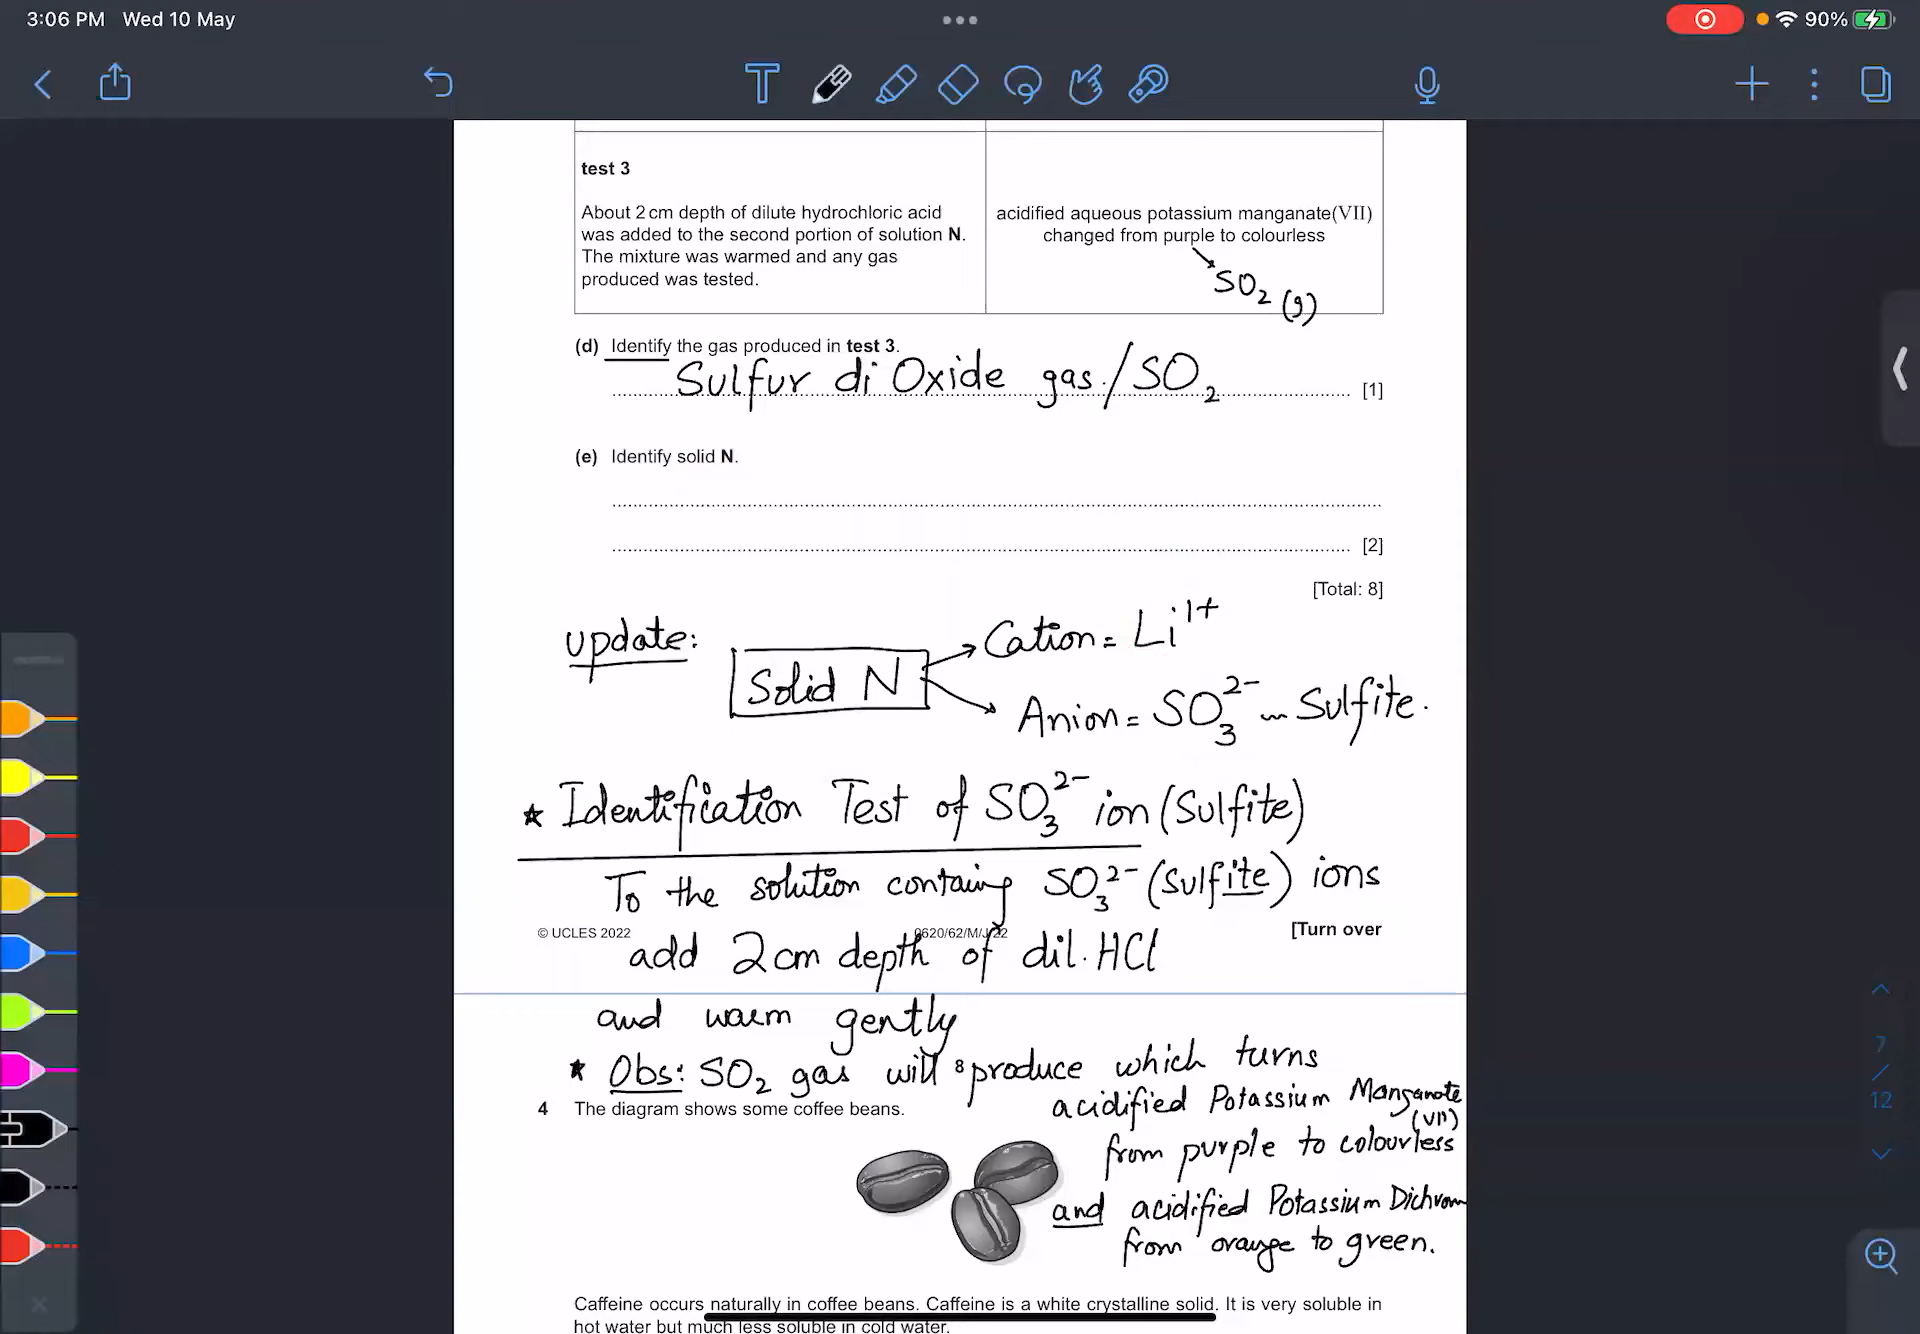 3:06 PM Wed 10 May
90%
test 3
About 2 cm depth of dilute hydrochloric acid
was added to the second portion of solution N.
The mixture was warmed and any gas
produced was tested.
acidified aqueous potassium manganate(VII)
changed from purple to colourless
SO₂ (g)
(d) Identify the gas produced in test 3.
Sulfur di Oxide gas./SO₂
[1]
(e) Identify solid N.
[2]
[Total: 8]
update:
Solid N
Cation = Li¹⁺
Anion = SO₃²⁻ ~ Sulfite.
* Identification Test of SO₃²⁻ ion (Sulfite)
To the solution containg SO₃²⁻ (Sulfite) ions
© UCLES 2022
0620/62/M/J/22
[Turn over
add 2cm depth of dil. HCl
and warm gently
* Obs: SO₂ gas will produce which turns
8
acidified Potassium Manganate
(VII)
from purple to colourless
and acidified Potassium Dichrom
from orange to green.
4 The diagram shows some coffee beans.
Caffeine occurs naturally in coffee beans. Caffeine is a white crystalline solid. It is very soluble in
hot water but much less soluble in cold water.
7
/
12
T